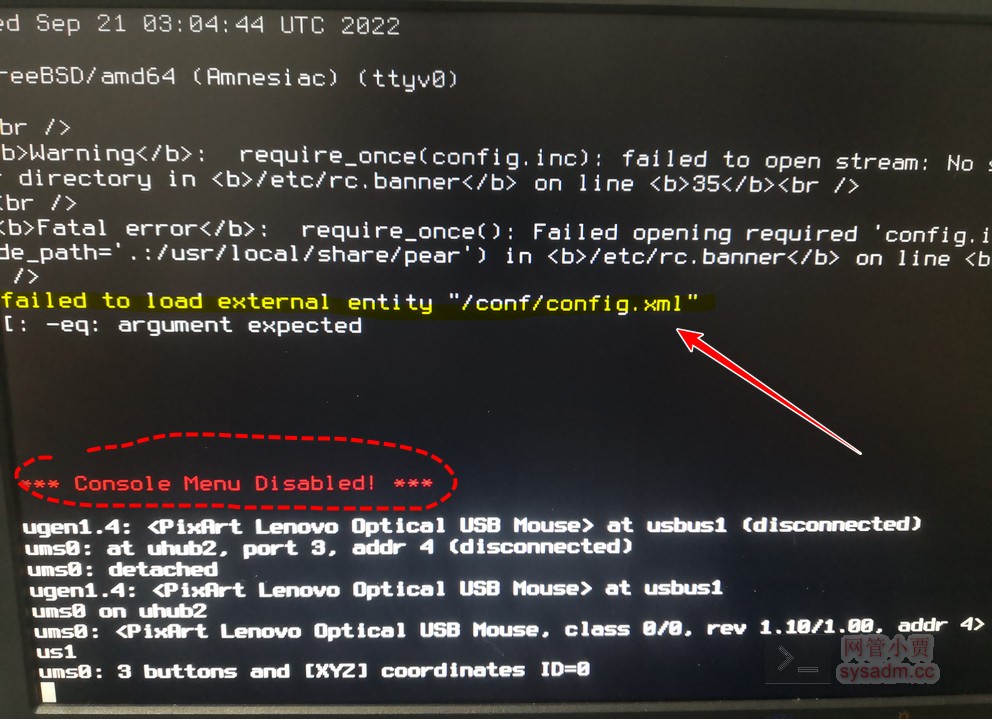 ed Sep 21 03:04:44 UTC 2022
reeBSD/amd64 (Amnesiac) (ttyv0)
br />
b>Warning</b>:  require_once(config.inc): failed to open stream: No s
r directory in <b>/etc/rc.banner</b> on line <b>35</b><br />
<br />
<b>Fatal error</b>:  require_once(): Failed opening required 'config.i
de_path='.:/usr/local/share/pear') in <b>/etc/rc.banner</b> on line <b
/>
failed to load external entity "/conf/config.xml"
[: -eq: argument expected
*** Console Menu Disabled! ***
ugen1.4: <PixArt Lenovo Optical USB Mouse> at usbus1 (disconnected)
ums0: at uhub2, port 3, addr 4 (disconnected)
ums0: detached
ugen1.4: <PixArt Lenovo Optical USB Mouse> at usbus1
ums0 on uhub2
ums0: <PixArt Lenovo Optical USB Mouse, class 0/0, rev 1.10/1.00, addr 4>
us1
ums0: 3 buttons and [XYZ] coordinates ID=0
>_
网管小贾
sysadm.cc